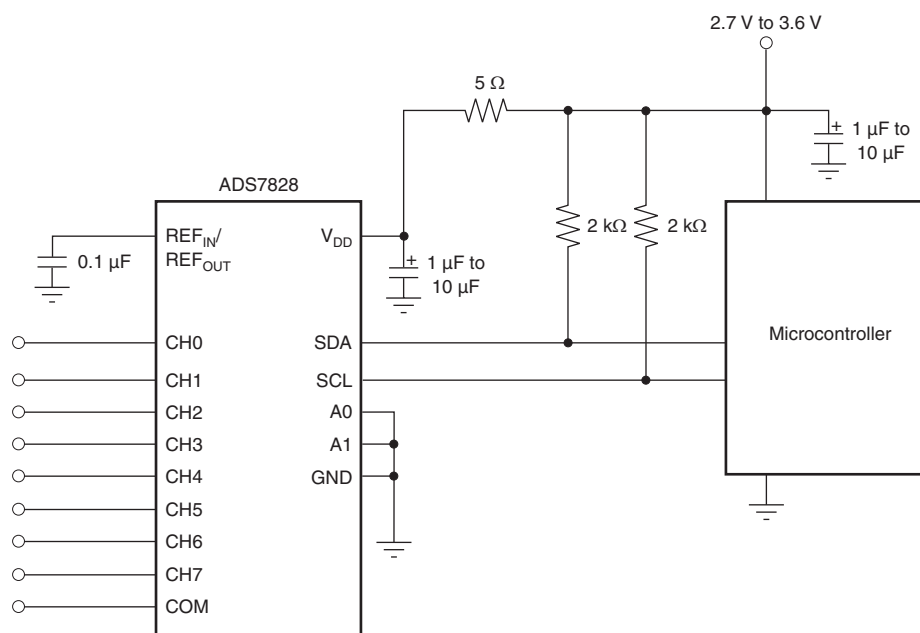 2.7 V to 3.6 V
5 Ω
+ 1 µF to
10 µF
ADS7828
REF_IN/
REF_OUT
V_DD
2 kΩ
2 kΩ
0.1 µF
+ 1 µF to
10 µF
Microcontroller
CH0
SDA
CH1
SCL
CH2
A0
CH3
A1
CH4
GND
CH5
CH6
CH7
COM